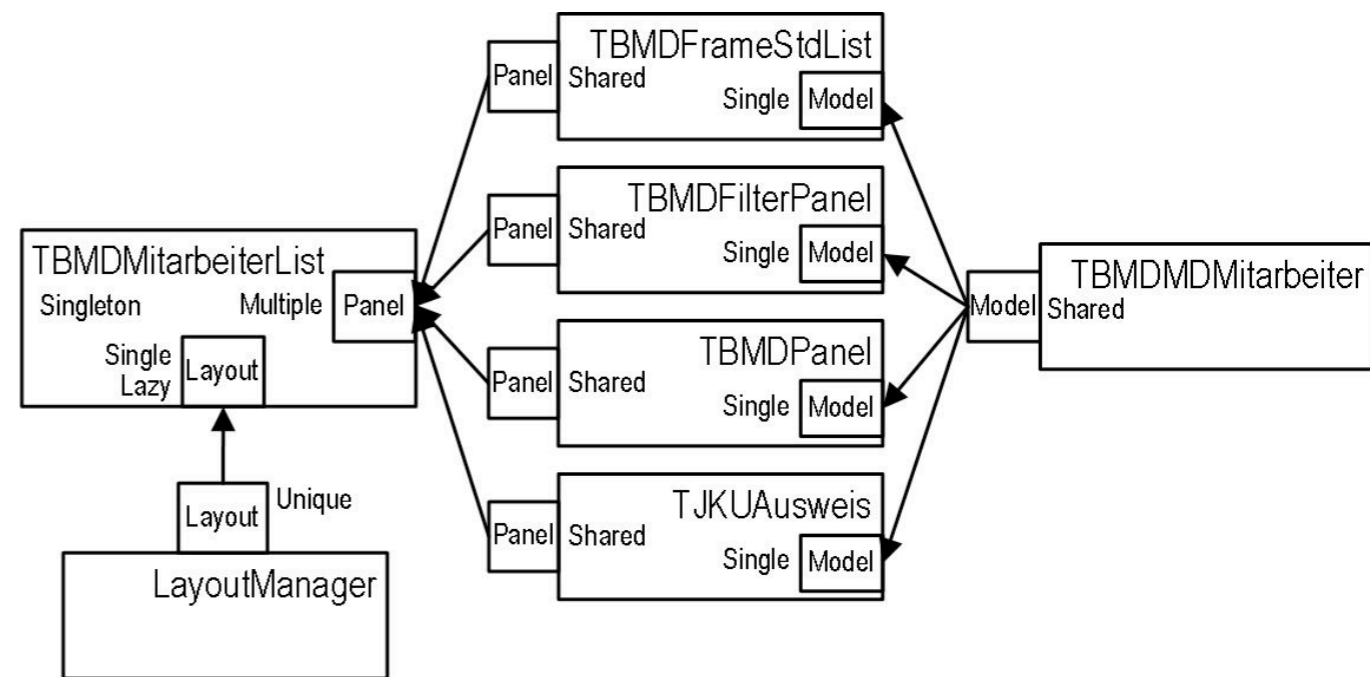 TBMDFrameStdList
Panel Shared
Single Model
TBMDFilterPanel
Panel Shared
Single Model
TBMDMitarbeiterList
Singleton Multiple Panel
Single
Lazy
Layout
TBMDMDMitarbeiter
Model Shared
TBMDPanel
Panel Shared
Single Model
TJKUAusweis
Panel Shared
Single Model
Layout Unique
LayoutManager